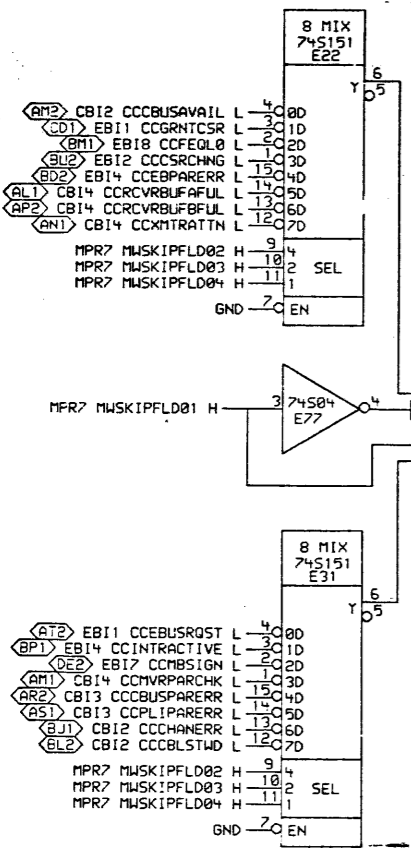 8 MIX
74S151
E22
6
Y
5
AM2 CBI2 CCCBUSAVAIL L 4 0D
CD1 EBI1 CCGRNTCSR L 3 1D
BM1 EBI8 CCFEQL0 L 2 2D
BU2 EBI2 CCCSRCHNG L 1 3D
BD2 EBI4 CCEBPARERR L 15 4D
AL1 CBI4 CCRCVRBUFAFUL L 14 5D
AP2 CBI4 CCRCVRBUFBFUL L 13 6D
AN1 CBI4 CCXMTRATTN L 12 7D
MPR7 MWSKIPFLD02 H 9 4
MPR7 MWSKIPFLD03 H 10 2 SEL
MPR7 MWSKIPFLD04 H 11 1
GND 7 EN
MPR7 MWSKIPFLD01 H 3 74S04 4
E77
8 MIX
74S151
E31
6
Y
5
AT2 EBI1 CCEBUSRQST L 4 0D
BP1 EBI4 CCINTRACTIVE L 3 1D
DE2 EBI7 CCMBSIGN L 2 2D
AM1 CBI4 CCMVRPARCHK L 1 3D
AR2 CBI3 CCCBUSPARERR L 15 4D
AS1 CBI3 CCPLIPARERR L 14 5D
BJ1 CBI2 CCCHANERR L 13 6D
BL2 CBI2 CCCBLSTWD L 12 7D
MPR7 MWSKIPFLD02 H 9 4
MPR7 MWSKIPFLD03 H 10 2 SEL
MPR7 MWSKIPFLD04 H 11 1
GND 7 EN